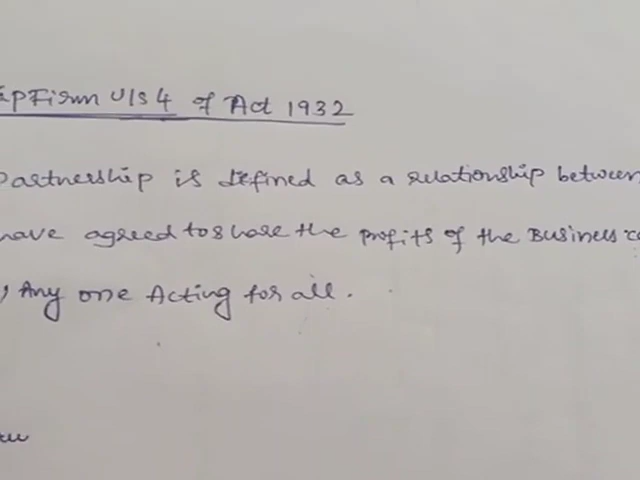 ipFirm U/S 4 of Act 1932
Partnership is defined as a relationship between
have agreed to share the profits of the Business
Any one Acting for all.